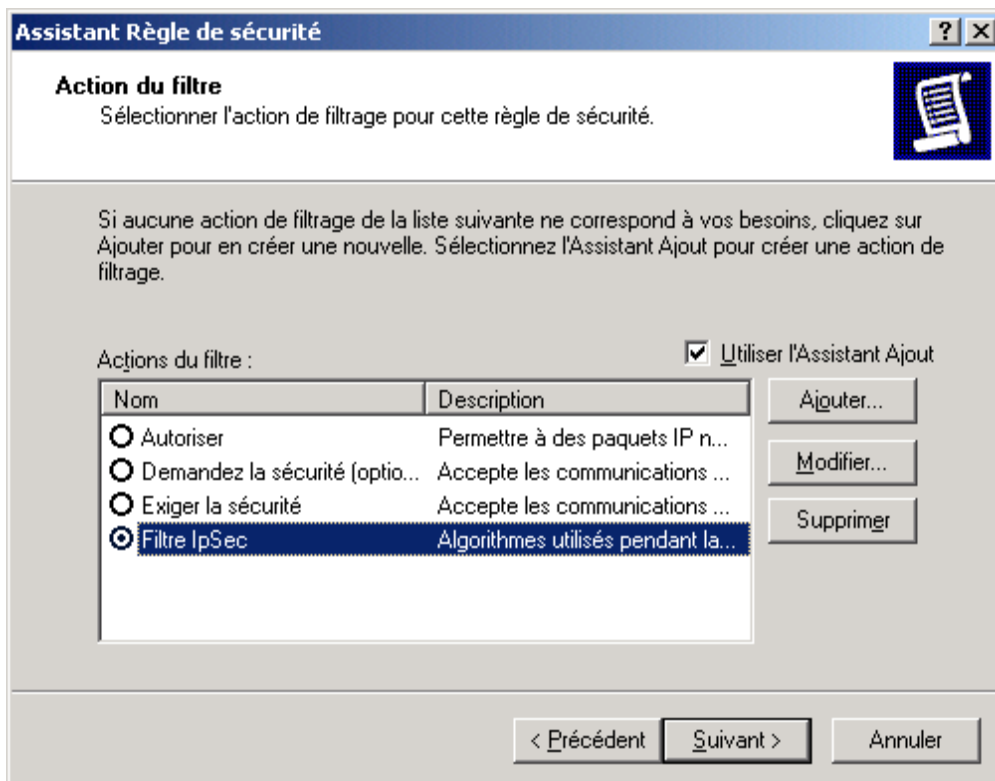 Assistant Règle de sécurité
Action du filtre
Sélectionner l'action de filtrage pour cette règle de sécurité.
Si aucune action de filtrage de la liste suivante ne correspond à vos besoins, cliquez sur
Ajouter pour en créer une nouvelle. Sélectionnez l'Assistant Ajout pour créer une action de
filtrage.
Actions du filtre :
Utiliser l'Assistant Ajout
Nom Description
Autoriser Permettre à des paquets IP n...
Demandez la sécurité (optio... Accepte les communications ...
Exiger la sécurité Accepte les communications ...
Filtre IpSec Algorithmes utilisés pendant la...
Ajouter...
Modifier...
Supprimer
< Précédent
Suivant >
Annuler